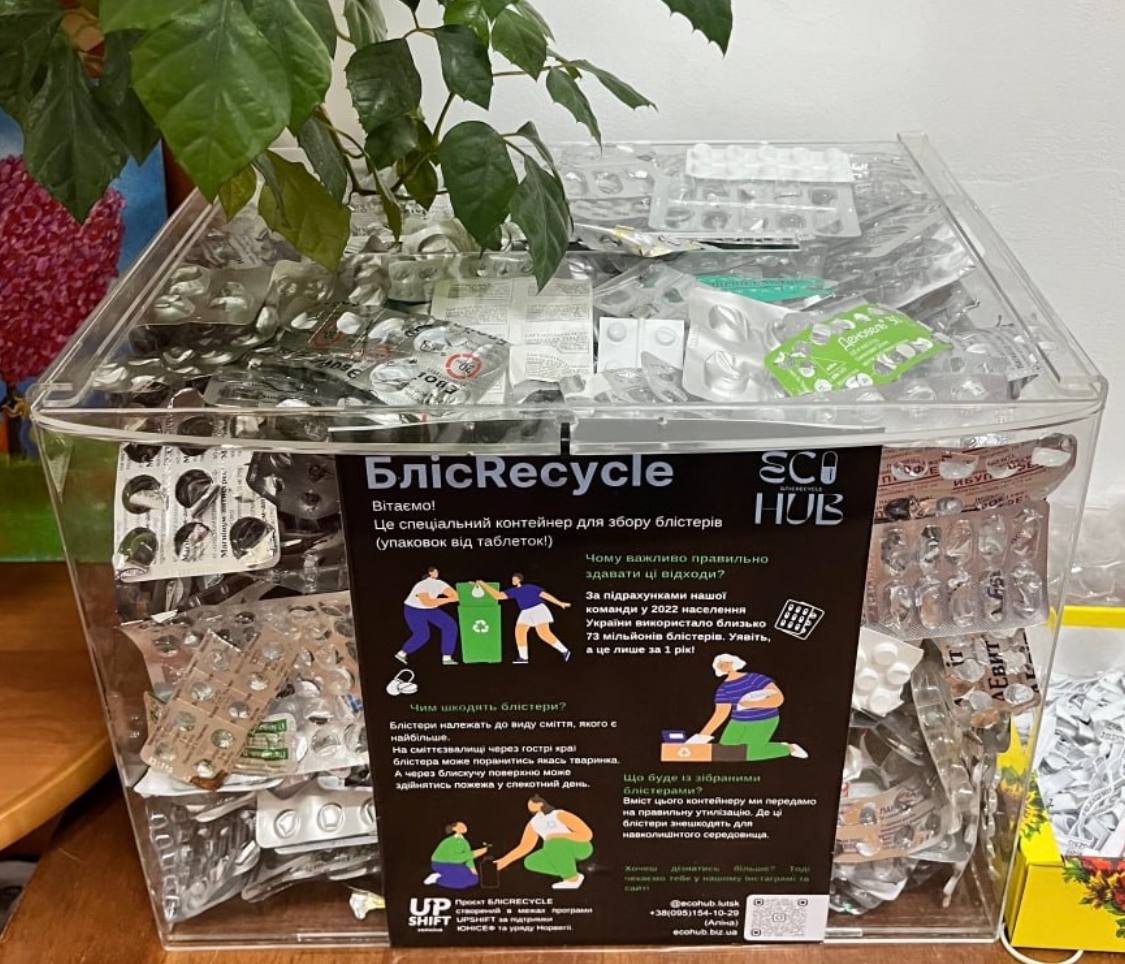 БлісRecycle
ECO
БЛІСRECYCLE
HUB
Вітаємо!
Це спеціальний контейнер для збору блістерів
(упаковок від таблеток!)
Чому важливо правильно
здавати ці відходи?
За підрахунками нашої
команди у 2022 населення
України використало близько
73 мільйонів блістерів. Уявіть,
а це лише за 1 рік!
Чим шкодять блістери?
Блістери належать до виду сміття, якого є
найбільше.
На сміттєзвалищі через гострі краї
блістера може поранитись якась тваринка.
А через блискучу поверхню може
здійнятись пожежа у спекотний день.
Що буде із зібраними
блістерами?
Вміст цього контейнеру ми передамо
на правильну утилізацію. Де ці
блістери знешкодять для
навколишнього середовища.
Хочеш дізнатись більше? Тоді
чекаємо тебе у нашому інстаграмі та
сайті
UP
SHIFT
Проєкт БЛІСRECYCLE
створений в межах програми
UPSHIFT за підтримки
ЮНІСЕФ та уряду Норвегії.
@ecohub.lutsk
+38(095)154-10-29
(Аліна)
ecohub.biz.ua
Деновель 30
АЕвит